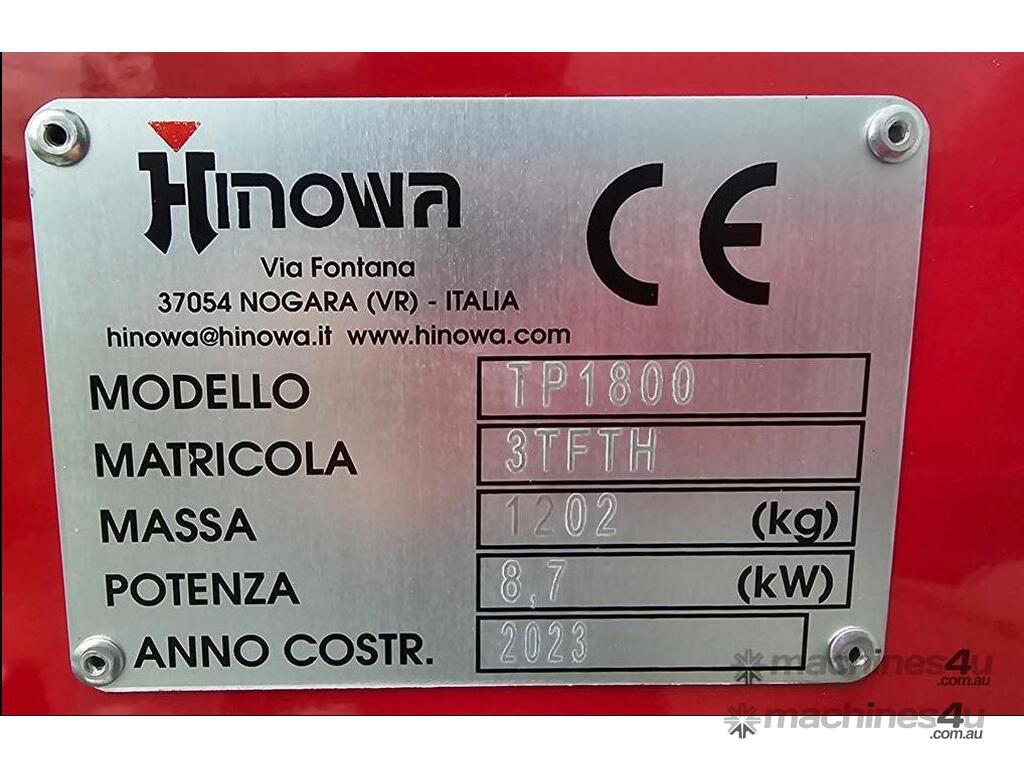 HINOWA
CE
Via Fontana
37054 NOGARA (VR) - ITALIA
hinowa@hinowa.it www.hinowa.com
MODELLO TP1800
MATRICOLA 3TFTH
MASSA 1202 (kg)
POTENZA 8,7 (kW)
ANNO COSTR. 2023
machines4u
.com.au
machines4u
.com.au